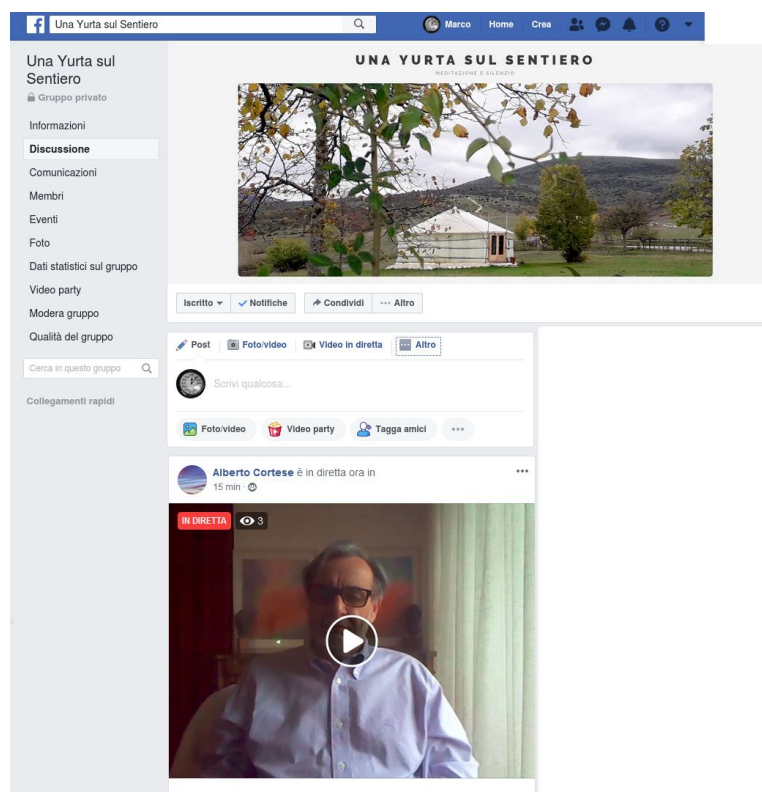 Una Yurta sul Sentiero
Marco
Home
Crea
Una Yurta sul
Sentiero
Gruppo privato
Informazioni
Discussione
Comunicazioni
Membri
Eventi
Foto
Dati statistici sul gruppo
Video party
Modera gruppo
Qualità del gruppo
Cerca in questo gruppo
Collegamenti rapidi
UNA YURTA SUL SENTIERO
MEDITAZIONE E SILENZIO
Iscritto
Notifiche
Condividi
Altro
Post
Foto/video
Video in diretta
Altro
Scrivi qualcosa...
Foto/video
Video party
Tagga amici
Alberto Cortese è in diretta ora in
15 min ·
IN DIRETTA
3